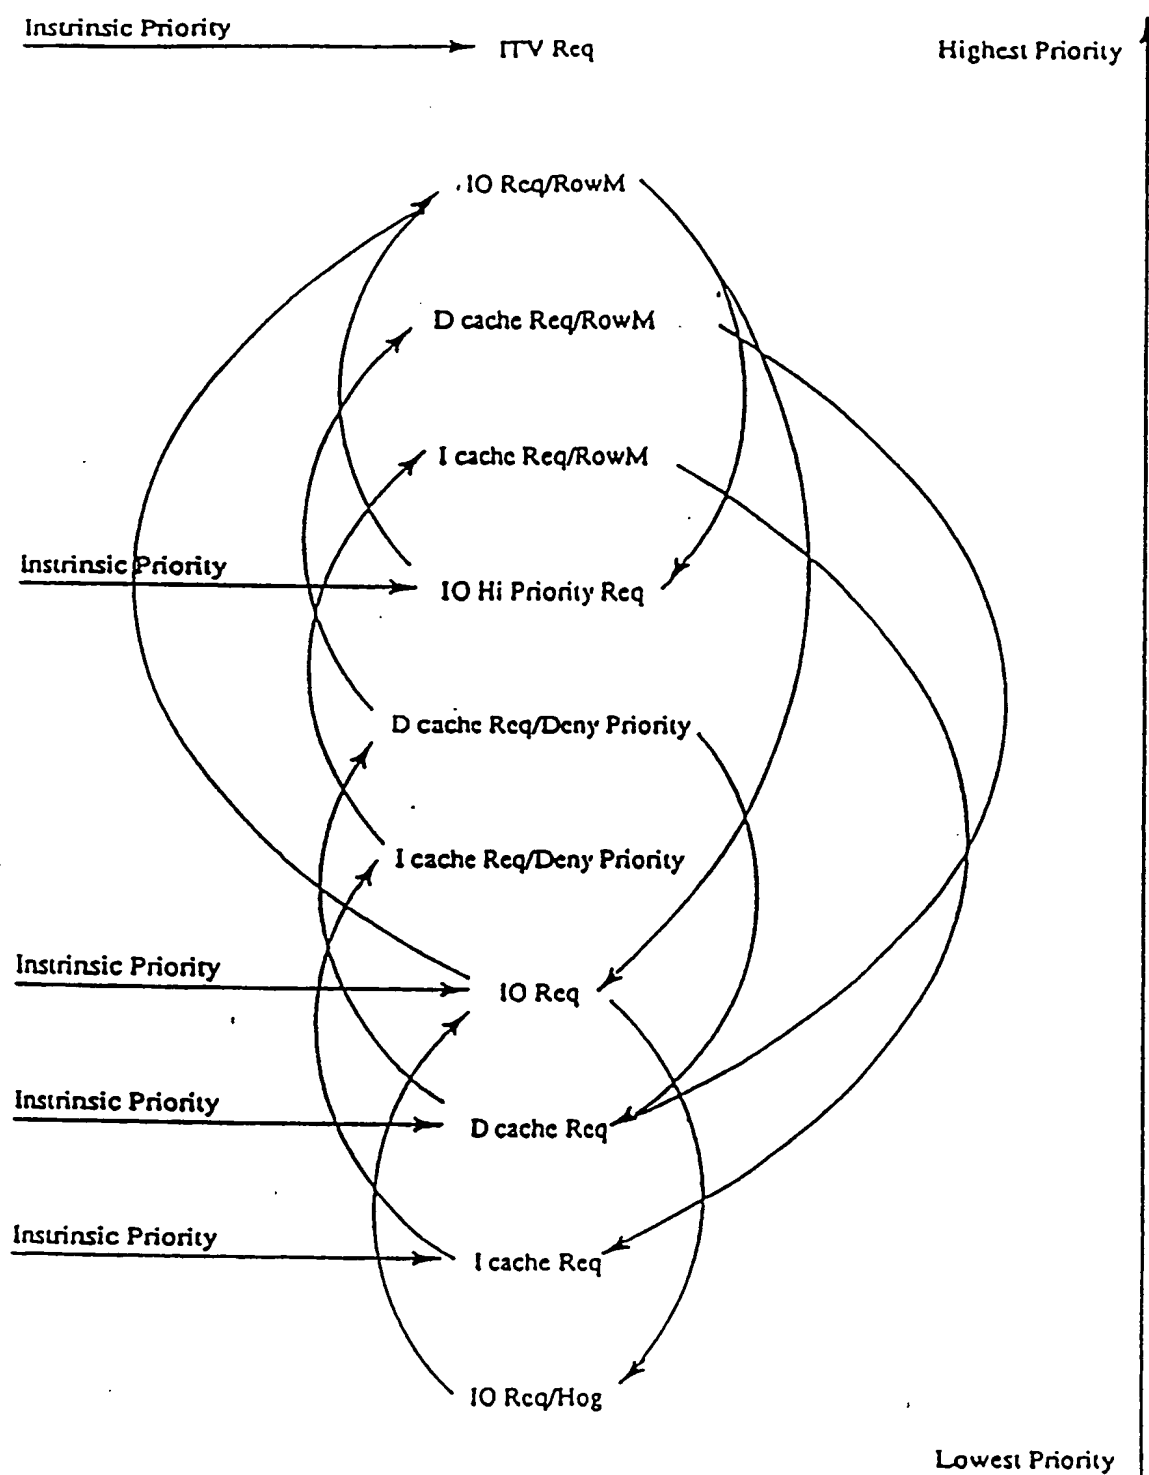 Instrinsic Priority
ITV Req
Highest Priority
IO Req/RowM
D cache Req/RowM
I cache Req/RowM
Instrinsic Priority
IO Hi Priority Req
D cache Req/Deny Priority
I cache Req/Deny Priority
Instrinsic Priority
IO Req
Instrinsic Priority
D cache Req
Instrinsic Priority
I cache Req
IO Req/Hog
Lowest Priority